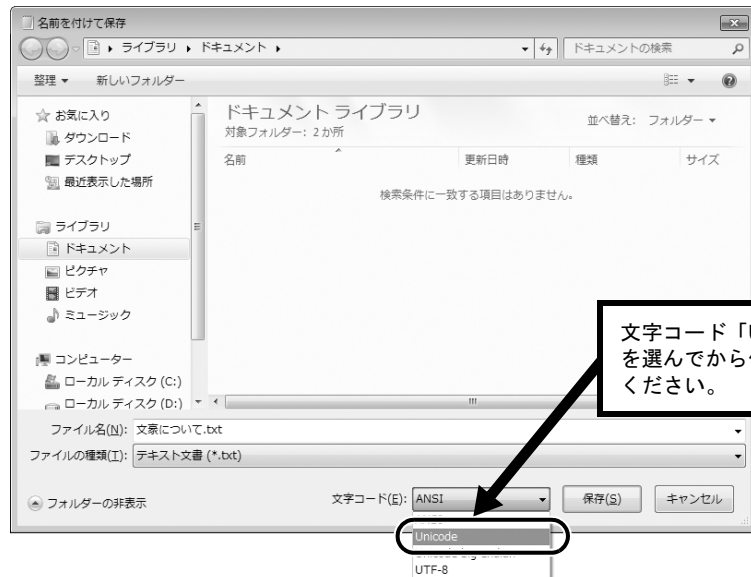 名前を付けて保存
ライブラリ ▸ ドキュメント ▸
ドキュメントの検索
整理 ▼ 新しいフォルダー
お気に入り
ダウンロード
デスクトップ
最近表示した場所
ライブラリ
ドキュメント
ピクチャ
ビデオ
ミュージック
コンピューター
ローカル ディスク (C:)
ローカル ディスク (D:)
ドキュメント ライブラリ
対象フォルダー: 2 か所
並べ替え: フォルダー ▼
名前 更新日時 種類 サイズ
検索条件に一致する項目はありません。
文字コード「
を選んでから
ください。
ファイル名(N): 文章について.txt
ファイルの種類(T): テキスト文書 (*.txt)
フォルダーの非表示
文字コード(E): ANSI
保存(S)
キャンセル
Unicode
UTF-8